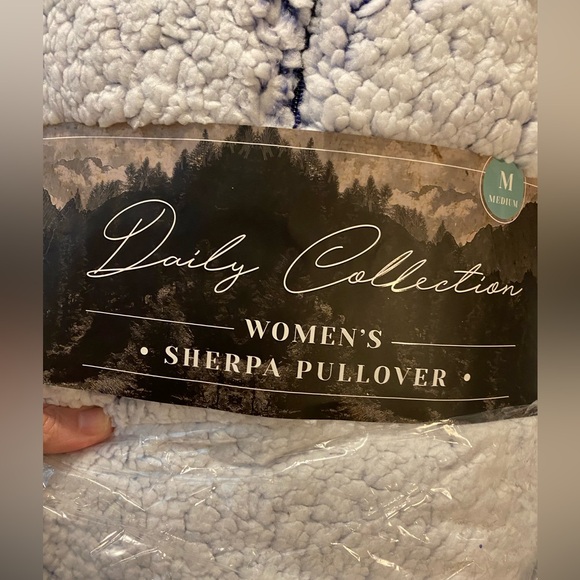 M
MEDIUM
Daily Collection
WOMEN'S
• SHERPA PULLOVER •